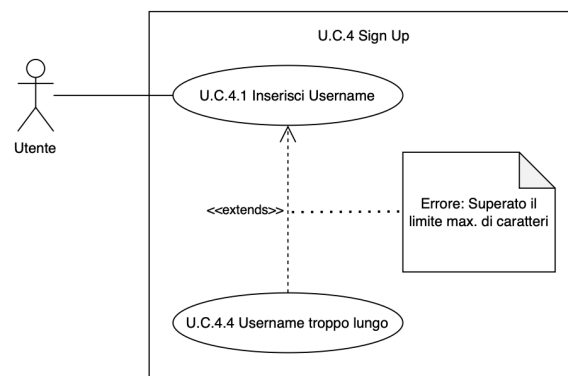 U.C.4 Sign Up
U.C.4.1 Inserisci Username
Utente
Errore: Superato il
limite max. di caratteri
<<extends>>
U.C.4.4 Username troppo lungo